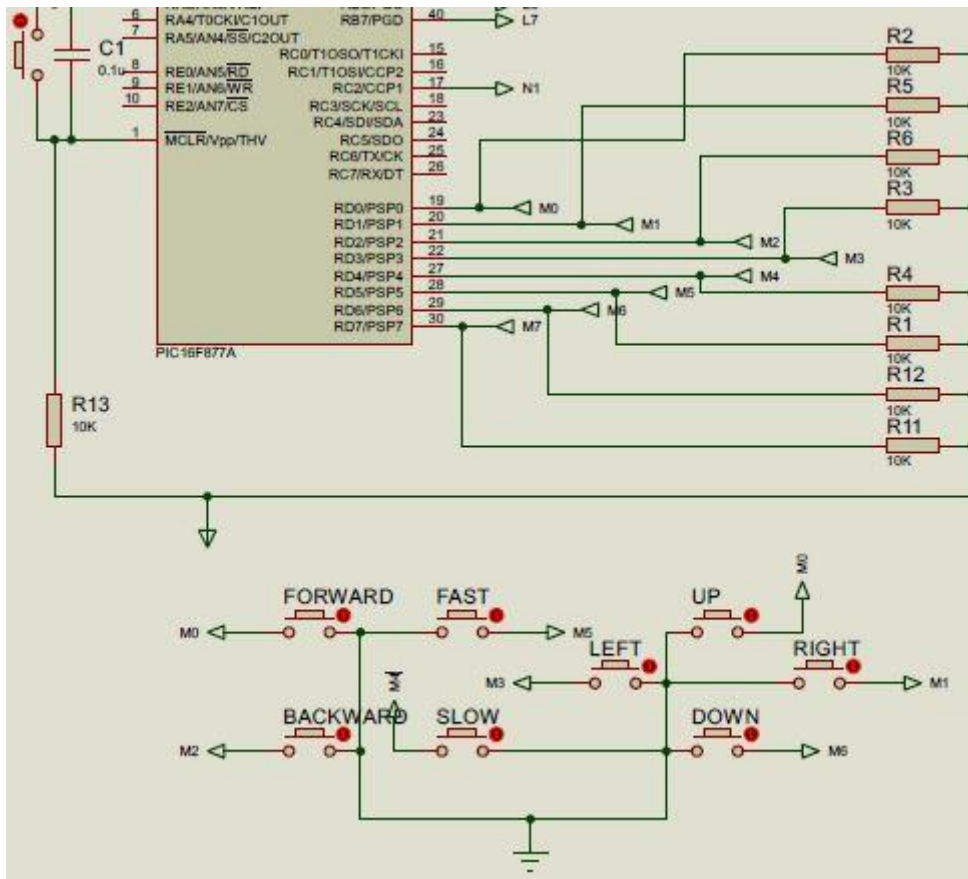 6 RA4/T0CKI/C1OUT
7 RA5/AN4/SS/C2OUT
8 RE0/AN5/RD
9 RE1/AN6/WR
10 RE2/AN7/CS
1 MCLR/Vpp/THV
C1
0.1u
RB7/PGD 40 L7
RC0/T1OSO/T1CKI 15
RC1/T1OSI/CCP2 16
RC2/CCP1 17 N1
RC3/SCK/SCL 18
RC4/SDI/SDA 23
RC5/SDO 24
RC6/TX/CK 25
RC7/RX/DT 26
RD0/PSP0 19 M0
RD1/PSP1 20 M1
RD2/PSP2 21 M2
RD3/PSP3 22 M3
RD4/PSP4 27 M4
RD5/PSP5 28 M5
RD6/PSP6 29 M6
RD7/PSP7 30 M7
PIC16F877A
R2
10K
R5
10K
R6
10K
R3
10K
R4
10K
R1
10K
R12
10K
R11
10K
R13
10K
M0 FORWARD FAST M5
UP M0
M3 LEFT RIGHT M1
M2 BACKWARD M4 SLOW DOWN M6